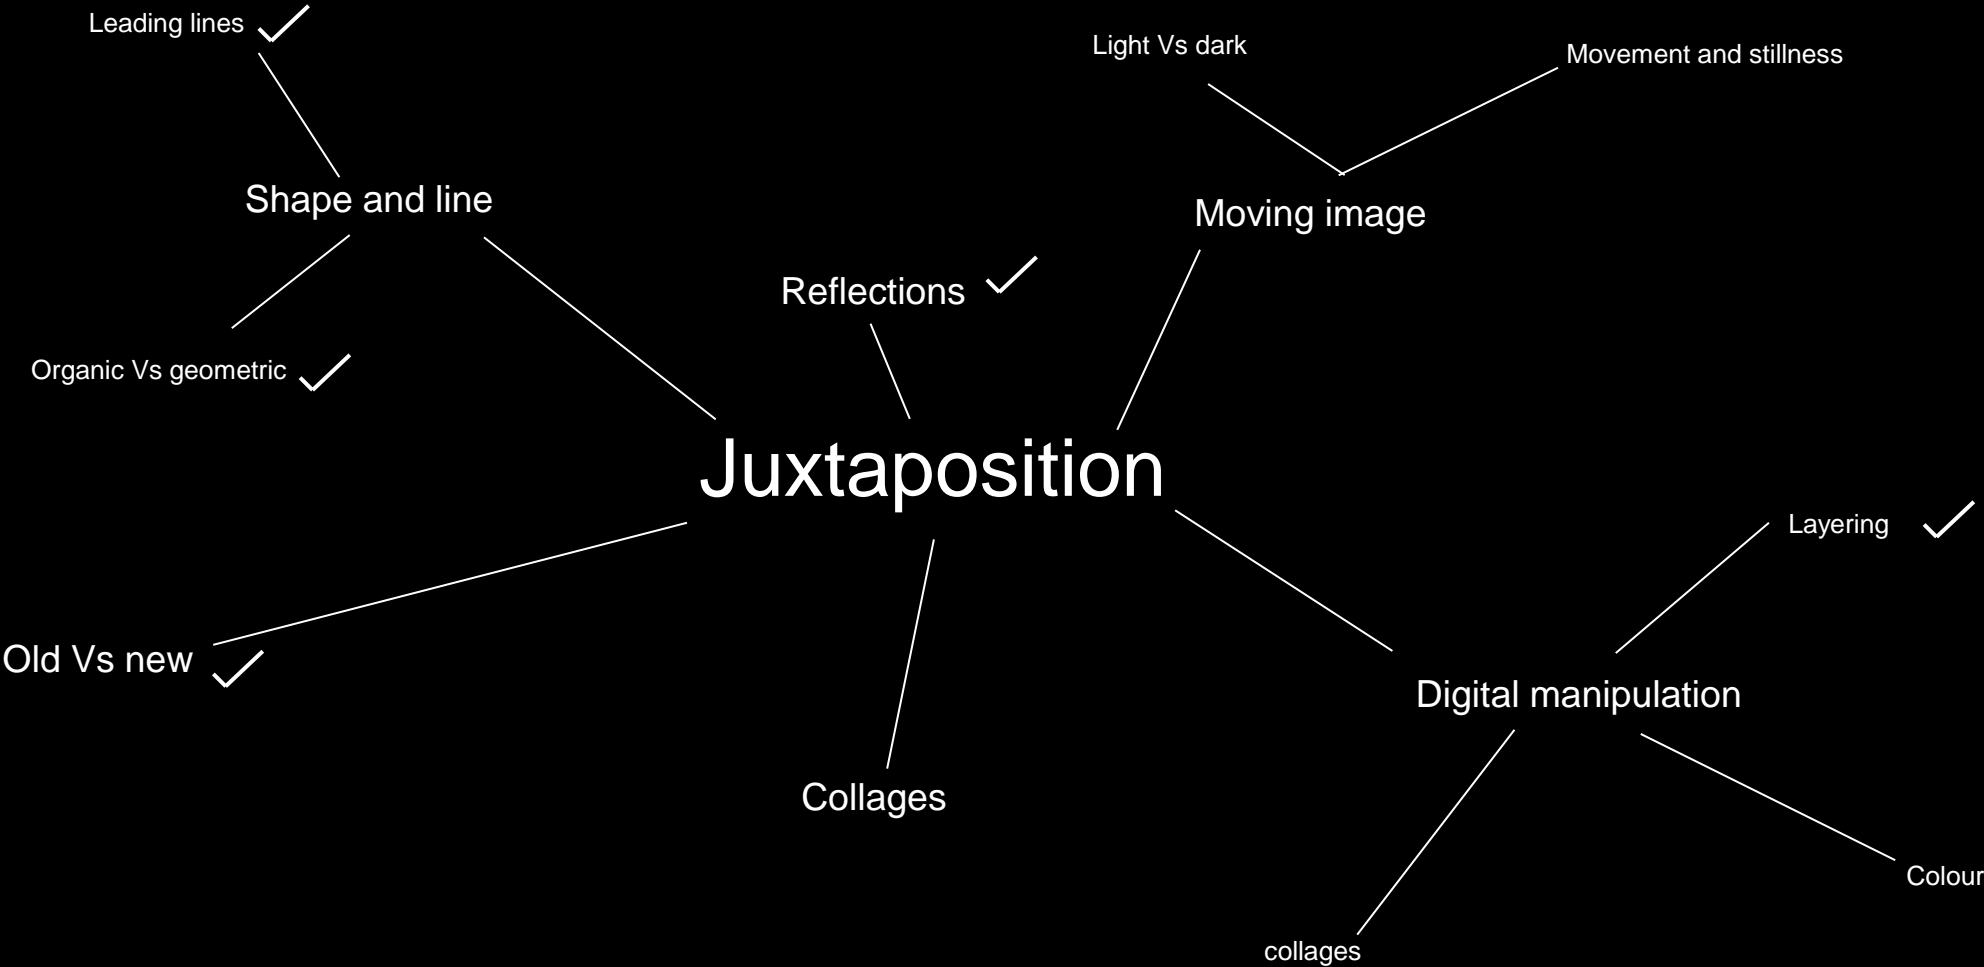 Leading lines
Light Vs dark
Movement and stillness
Shape and line
Moving image
Reflections
Organic Vs geometric
Juxtaposition
Layering
Old Vs new
Digital manipulation
Collages
Colour
collages